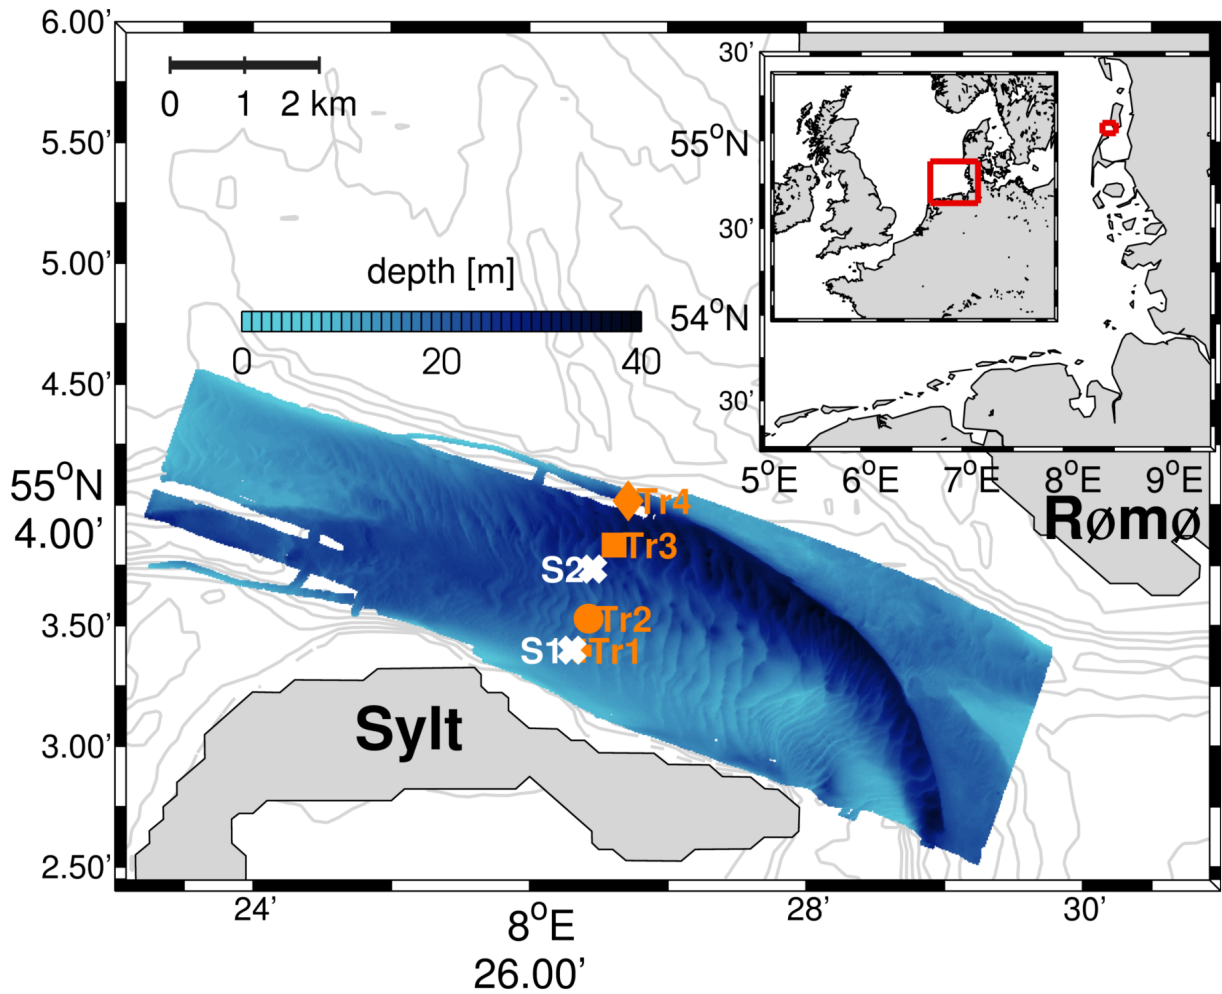 6.00’
5.50’
5.00’
4.50’
55°N
4.00’
3.50’
3.00’
2.50’
0 1 2 km
depth [m]
0 20 40
30’
55°N
30’
54°N
30’
5°E 6°E 7°E 8°E 9°E
Rømø
Tr4
Tr3
S2
Tr2
S1 Tr1
Sylt
24’ 8°E 28’ 30’
26.00’